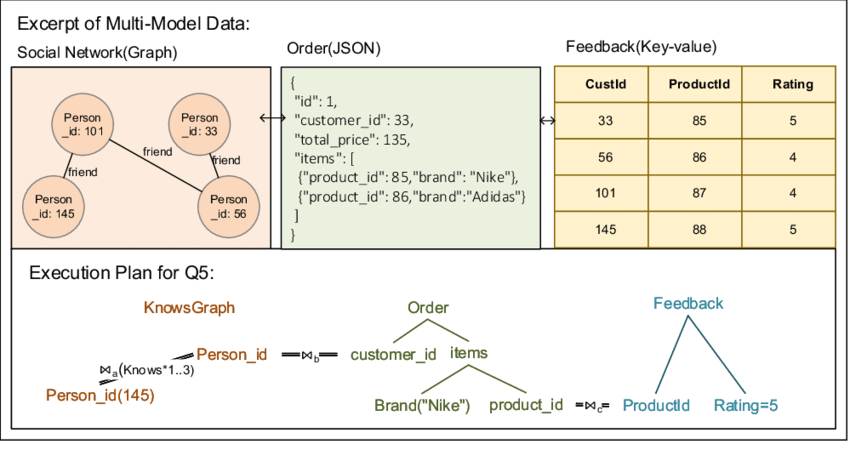 Excerpt of Multi-Model Data:
Social Network(Graph)
Order(JSON)
Feedback(Key-value)
Person
_id: 101
Person
_id: 33
friend
friend
friend
Person
_id: 145
Person
_id: 56
{
"id": 1,
"customer_id": 33,
"total_price": 135,
"items": [
{"product_id": 85,"brand": "Nike"},
{"product_id": 86,"brand":"Adidas"}
]
}
CustId ProductId Rating
33 85 5
56 86 4
101 87 4
145 88 5
Execution Plan for Q5:
KnowsGraph
Person_id
⋈a(Knows*1..3)
Person_id(145)
⋈b
Order
customer_id items
Brand("Nike") product_id
⋈c
Feedback
ProductId Rating=5